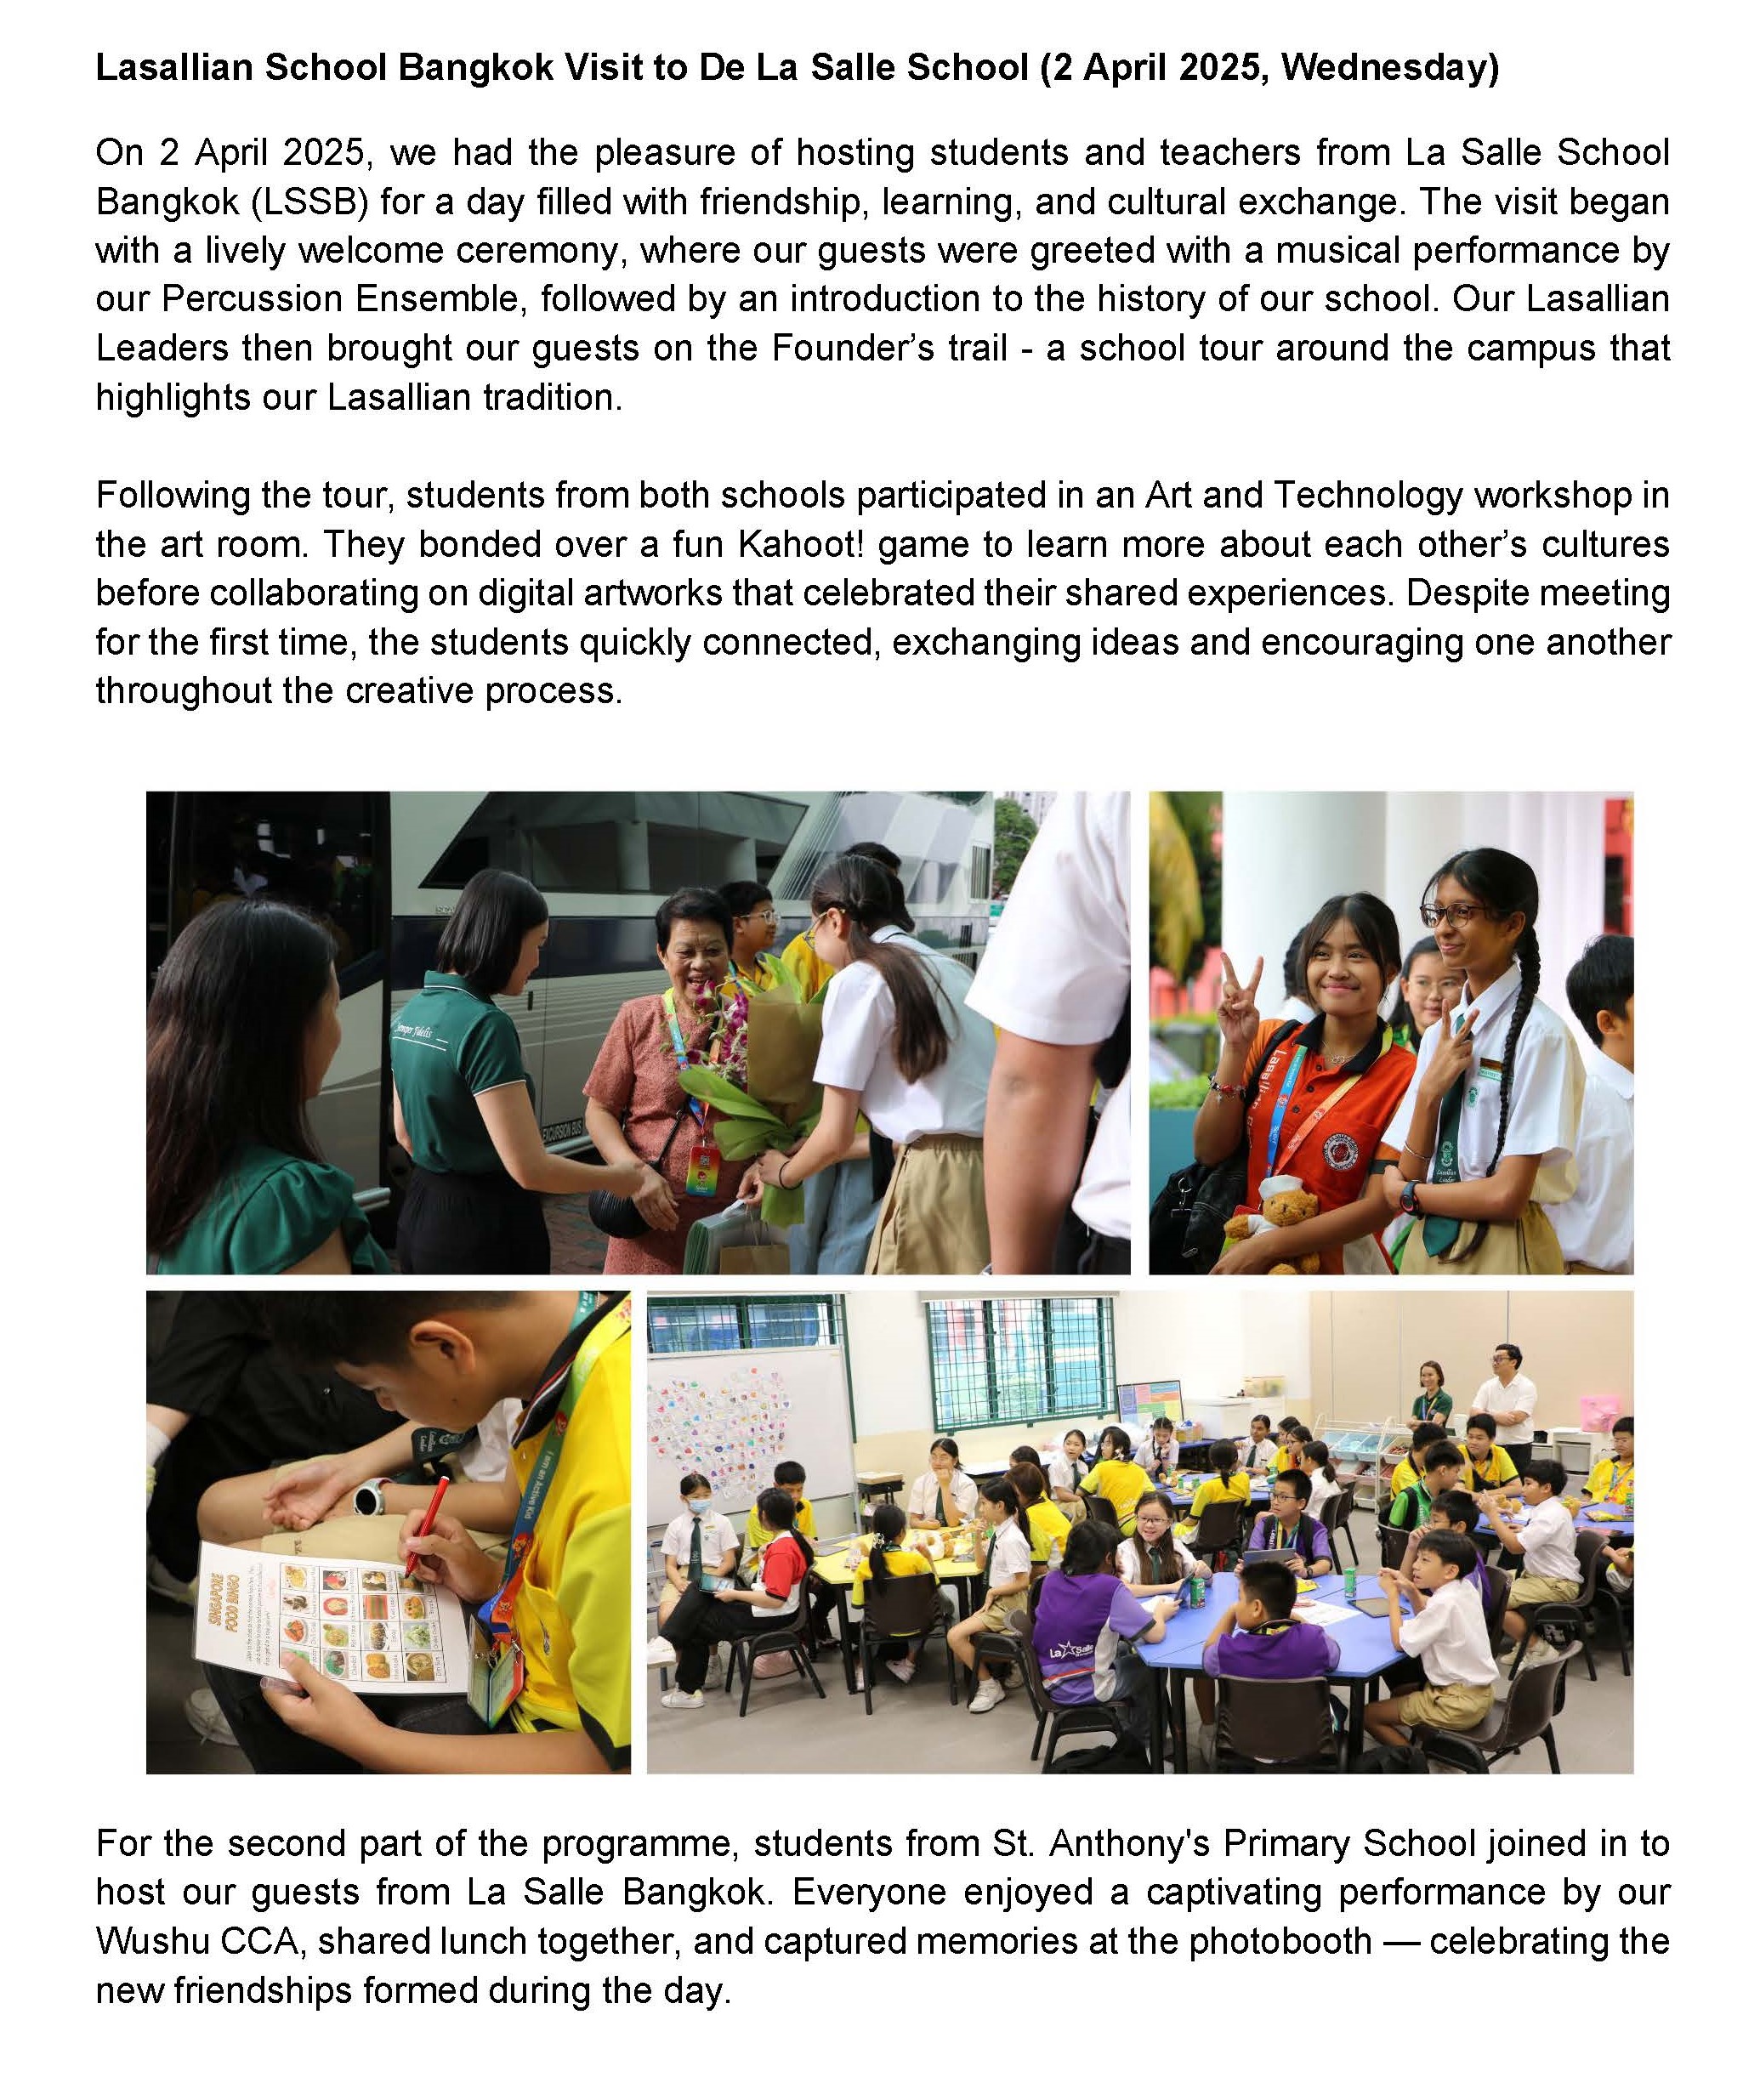 Lasallian School Bangkok Visit to De La Salle School (2 April 2025, Wednesday)
On 2 April 2025, we had the pleasure of hosting students and teachers from La Salle School
Bangkok (LSSB) for a day filled with friendship, learning, and cultural exchange. The visit began
with a lively welcome ceremony, where our guests were greeted with a musical performance by
our Percussion Ensemble, followed by an introduction to the history of our school. Our Lasallian
Leaders then brought our guests on the Founder’s trail - a school tour around the campus that
highlights our Lasallian tradition.
Following the tour, students from both schools participated in an Art and Technology workshop in
the art room. They bonded over a fun Kahoot! game to learn more about each other’s cultures
before collaborating on digital artworks that celebrated their shared experiences. Despite meeting
for the first time, the students quickly connected, exchanging ideas and encouraging one another
throughout the creative process.
Semper Fidelis
EXCURSION BUS
Lasallian
Lasallian
Leader
I am an Active Kid
SINGAPORE
FOOD BINGO
La Salle
For the second part of the programme, students from St. Anthony's Primary School joined in to
host our guests from La Salle Bangkok. Everyone enjoyed a captivating performance by our
Wushu CCA, shared lunch together, and captured memories at the photobooth — celebrating the
new friendships formed during the day.